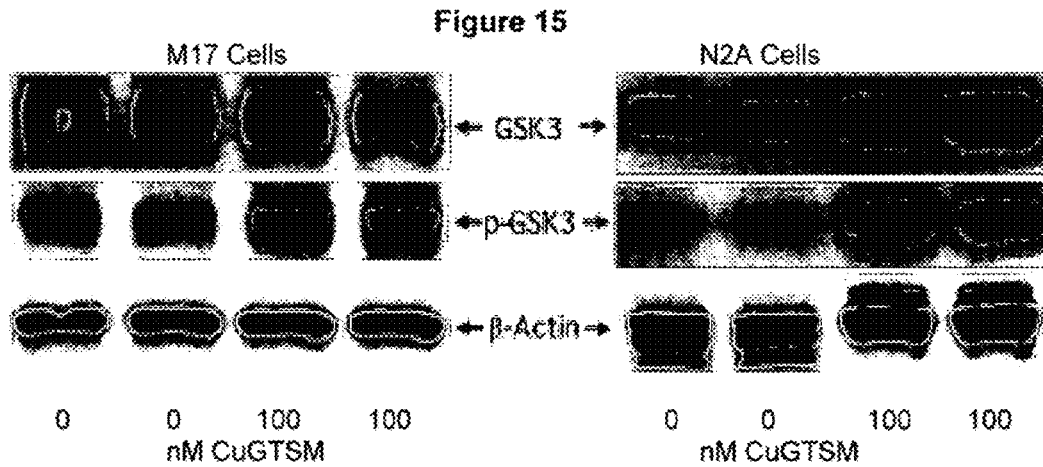 Figure 15
M17 Cells
N2A Cells
GSK3
p-GSK3
β-Actin
0 0 100 100
nM CuGTSM
0 0 100 100
nM CuGTSM